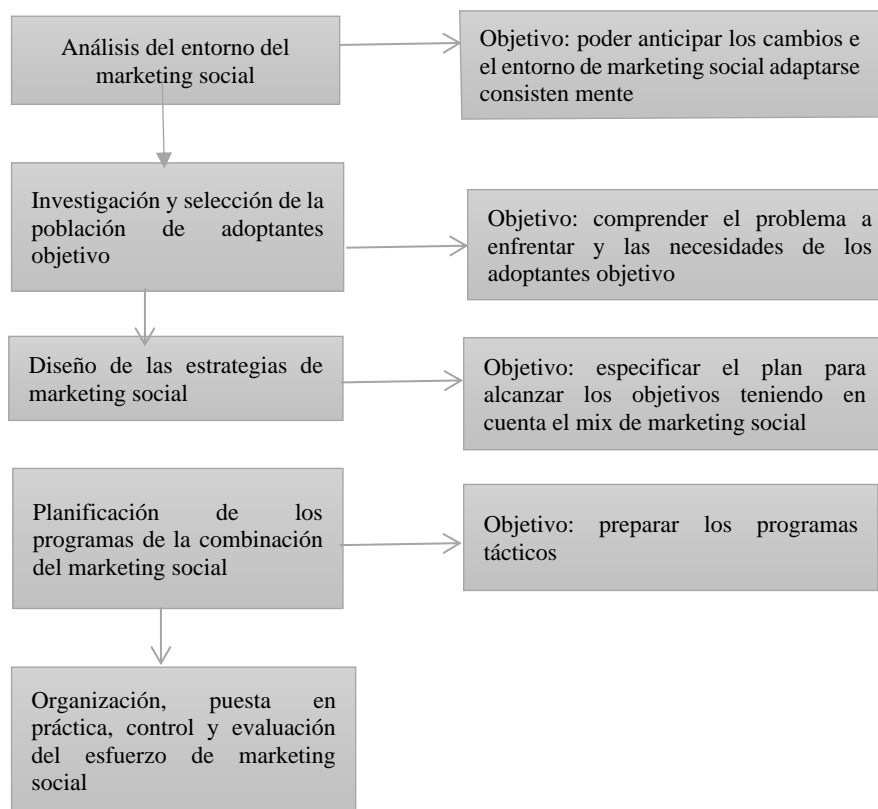 Análisis del entorno del
marketing social
Objetivo: poder anticipar los cambios e
el entorno de marketing social adaptarse
consisten mente
Investigación y selección de la
población de adoptantes
objetivo
Objetivo: comprender el problema a
enfrentar y las necesidades de los
adoptantes objetivo
Diseño de las estrategias de
marketing social
Objetivo: especificar el plan para
alcanzar los objetivos teniendo en
cuenta el mix de marketing social
Planificación de los
programas de la combinación
del marketing social
Objetivo: preparar los programas
tácticos
Organización, puesta en
práctica, control y evaluación
del esfuerzo de marketing
social